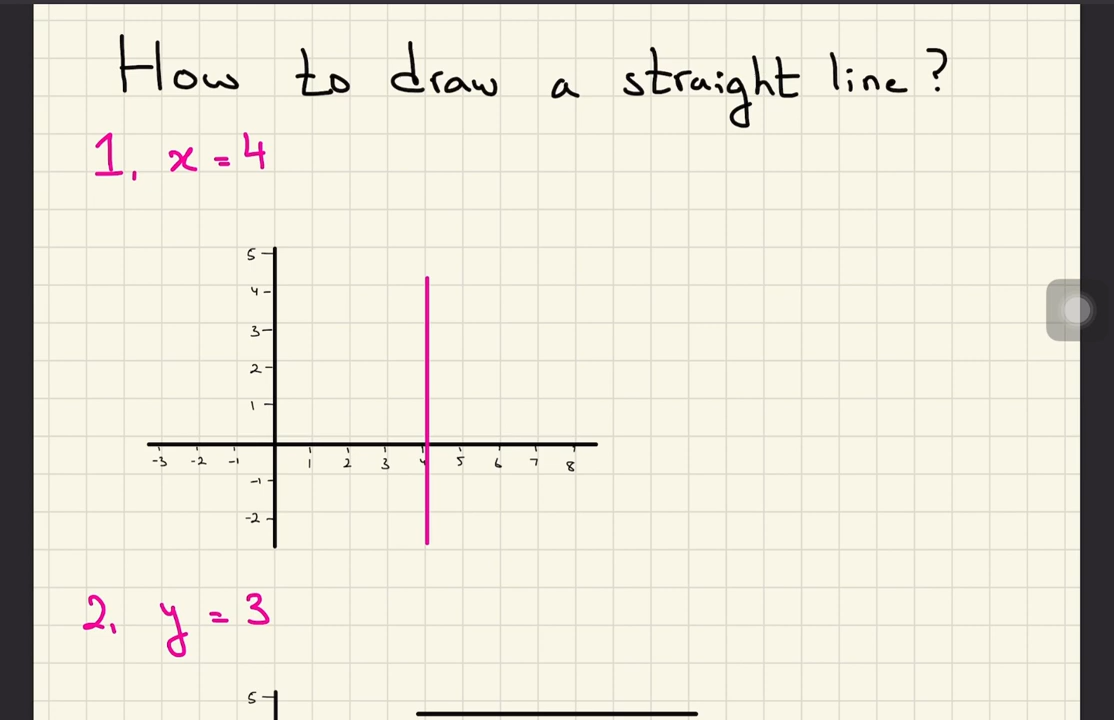 How to draw a straight line?
1, x = 4
5
4
3
2
1
-3 -2 -1 1 2 3 4 5 6 7 8
-1
-2
2, y = 3
5